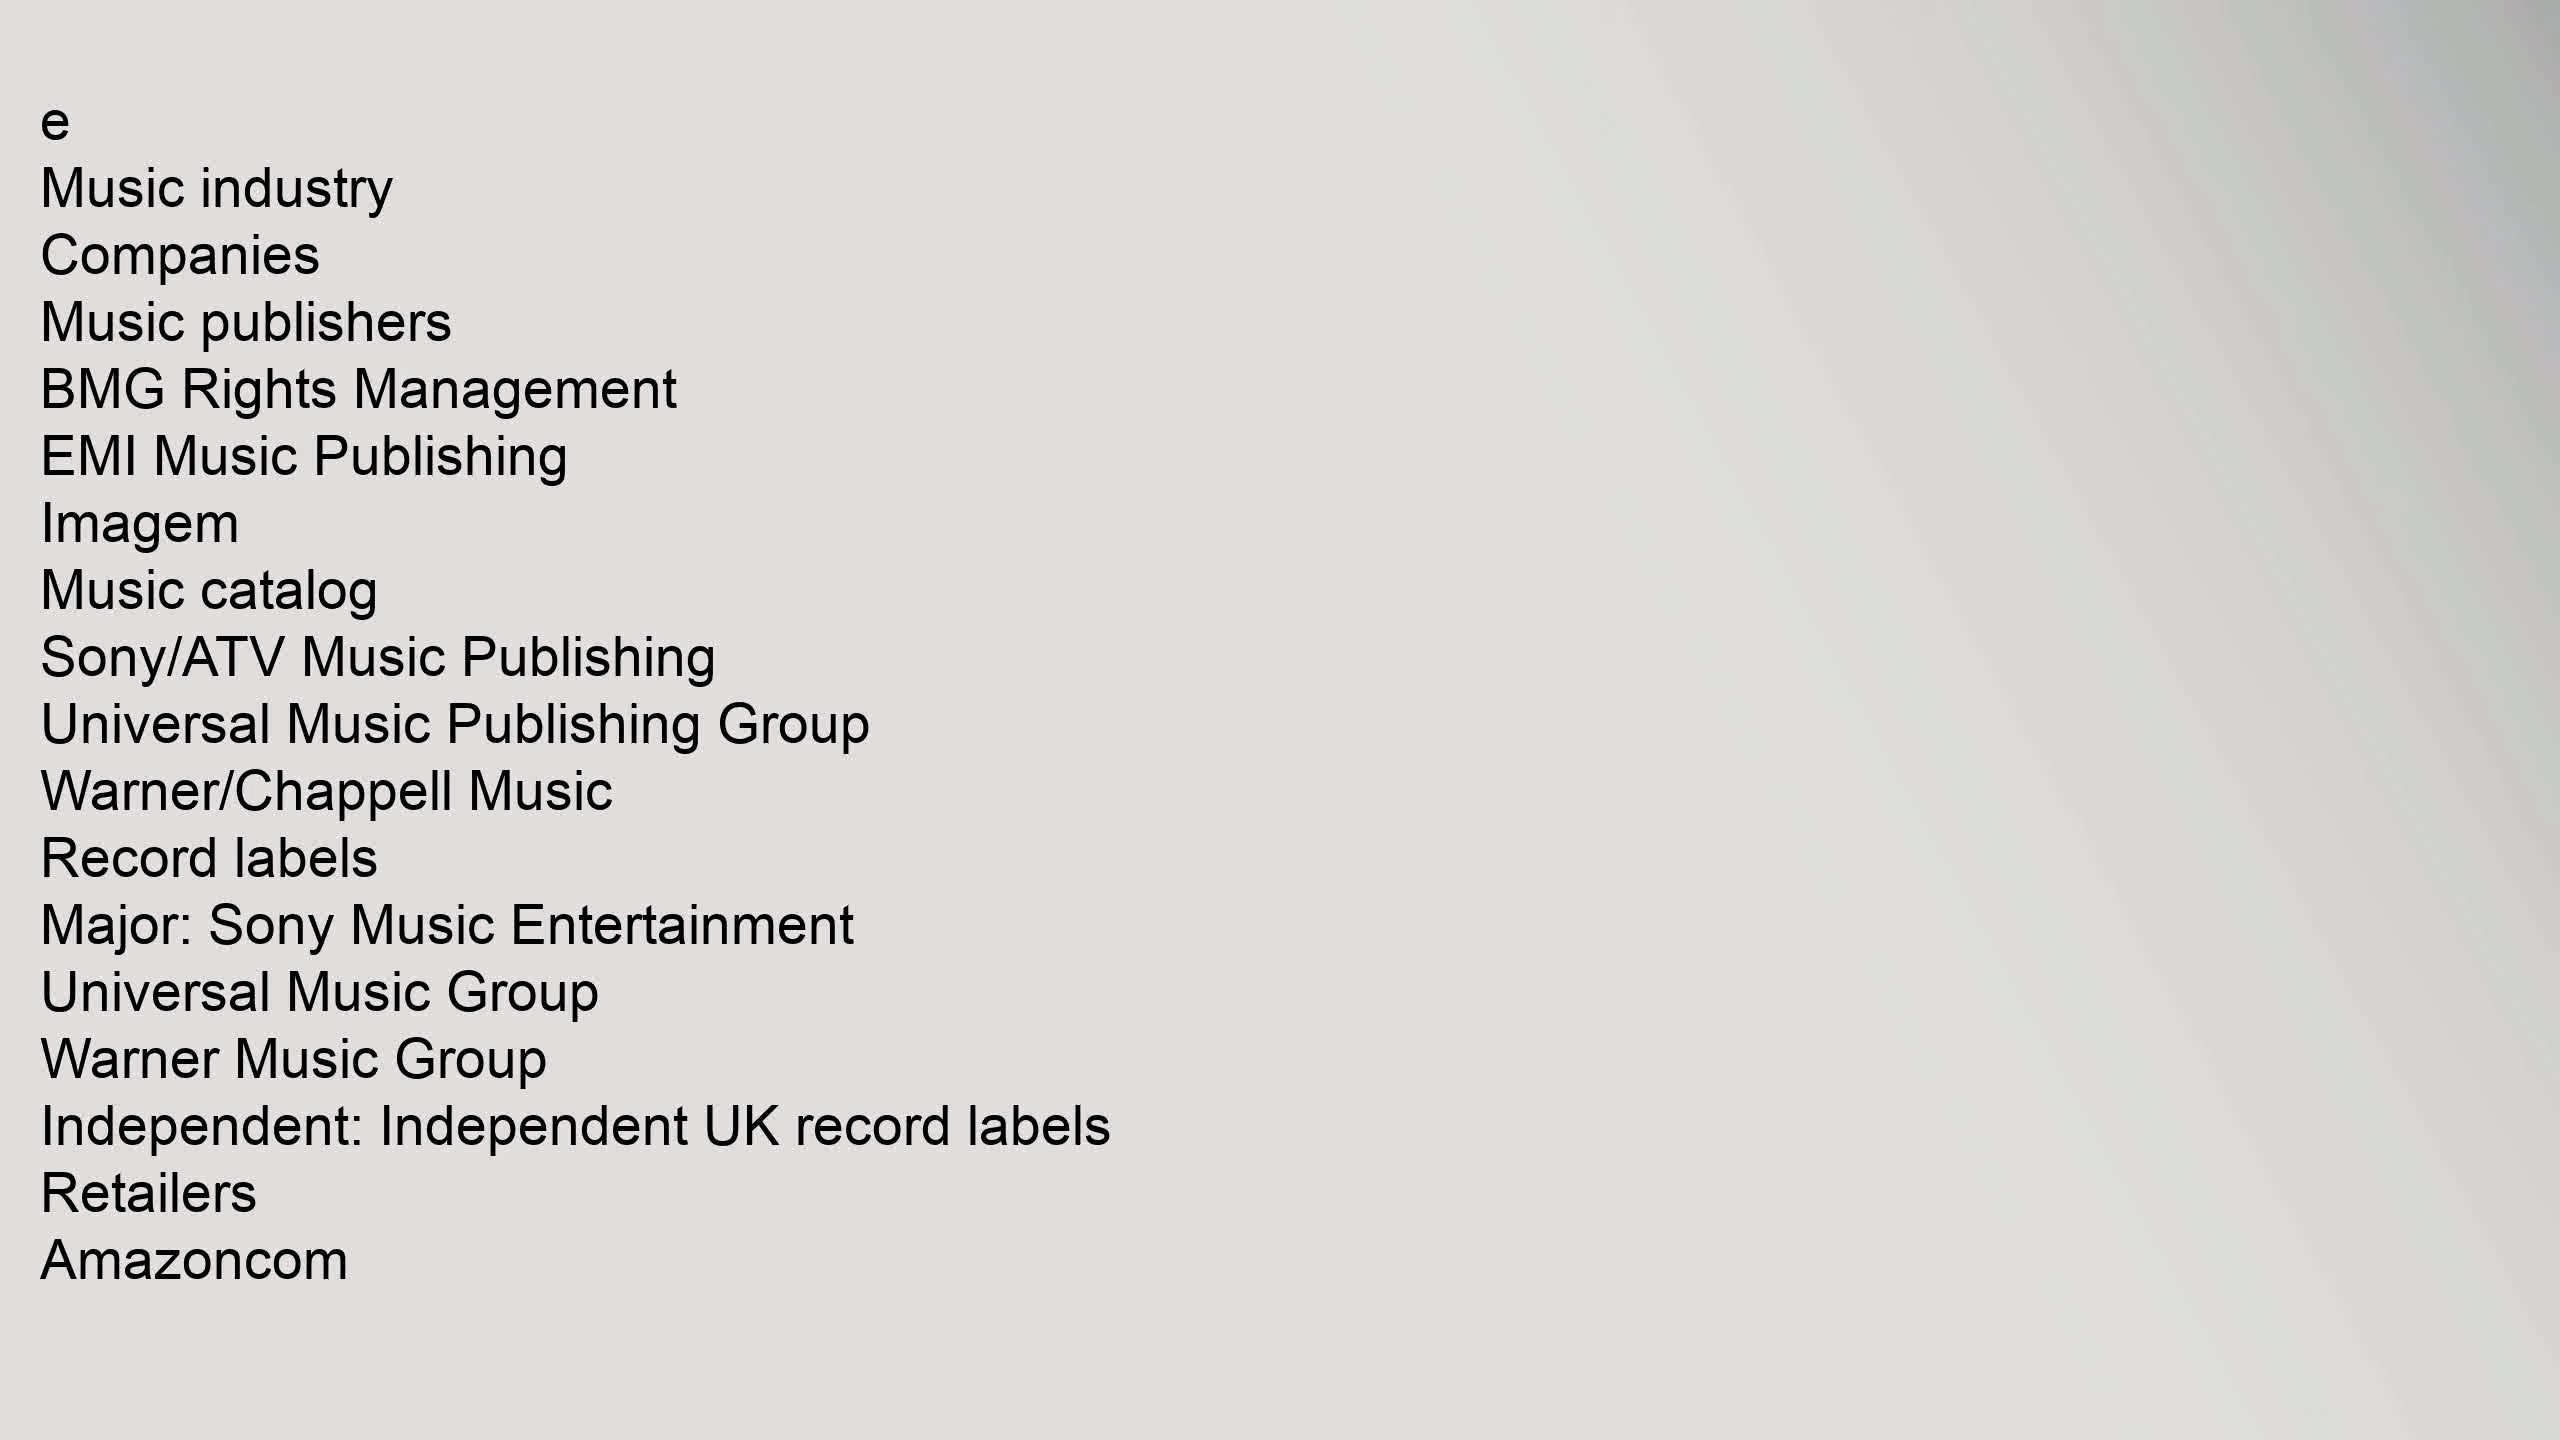 e
Music industry
Companies
Music publishers
BMG Rights Management
EMI Music Publishing
Imagem
Music catalog
Sony/ATV Music Publishing
Universal Music Publishing Group
Warner/Chappell Music
Record labels
Major: Sony Music Entertainment
Universal Music Group
Warner Music Group
Independent: Independent UK record labels
Retailers
Amazoncom